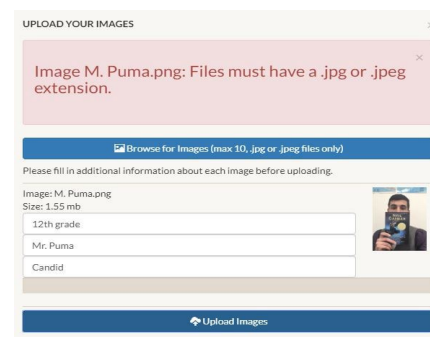 UPLOAD YOUR IMAGES
×
Image M. Puma.png: Files must have a .jpg or .jpeg
extension.
Browse for Images (max 10, .jpg or .jpeg files only)
Please fill in additional information about each image before uploading.
Image: M. Puma.png
Size: 1.55 mb
12th grade
Mr. Puma
Candid
Upload Images